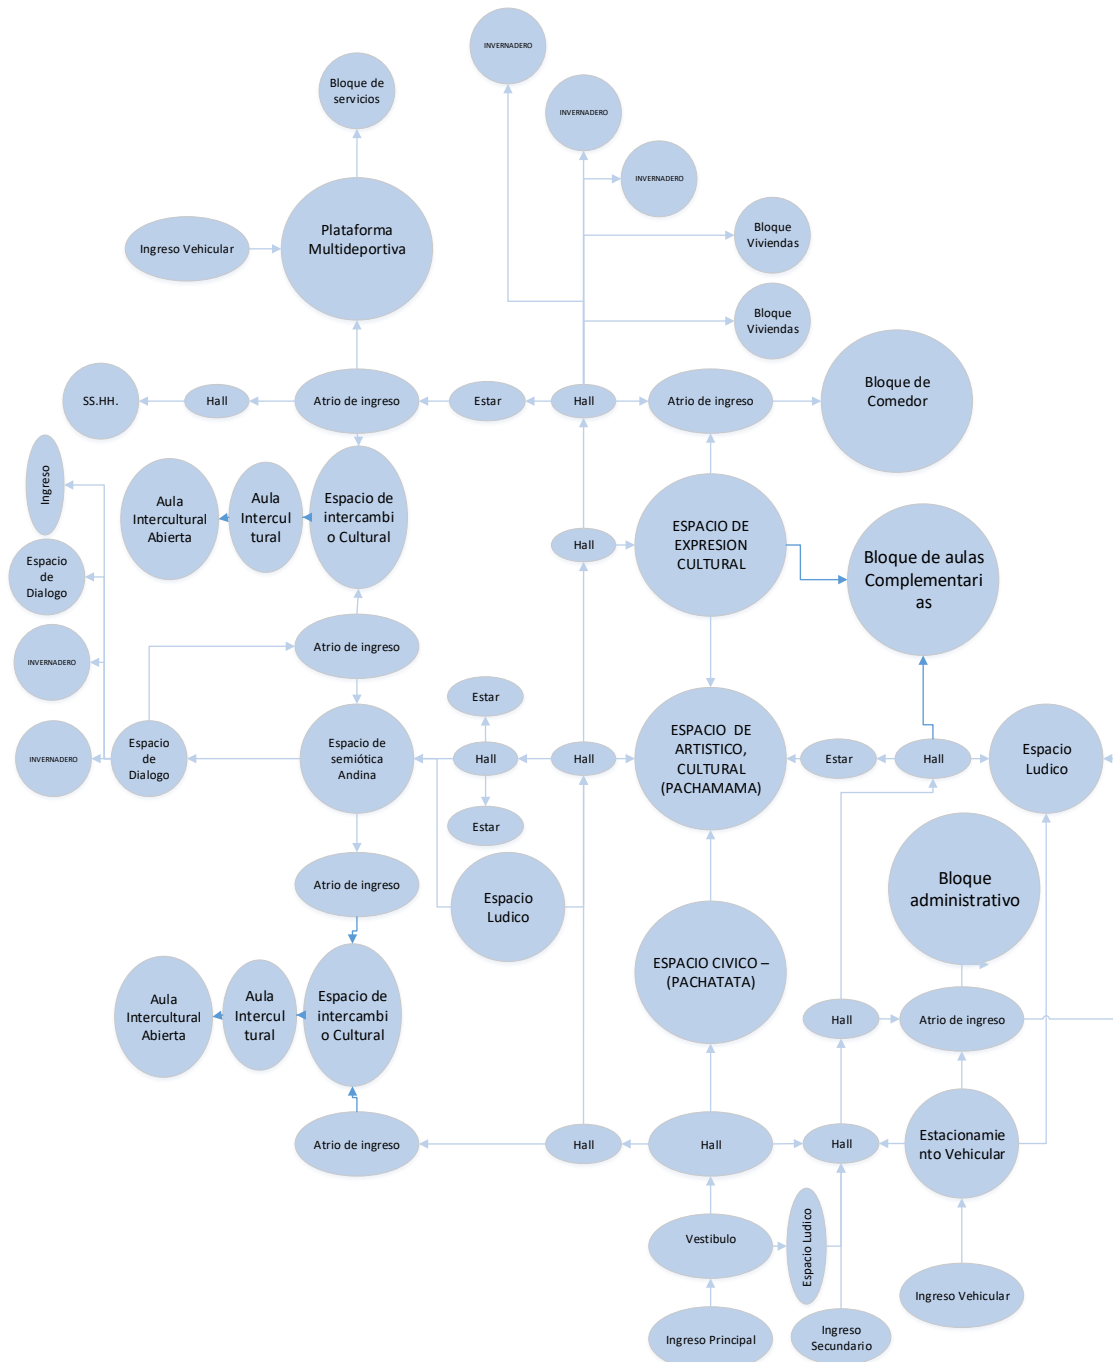 INVERNADERO
Bloque de
servicios
INVERNADERO
INVERNADERO
Plataforma
Multideportiva
Ingreso Vehicular
Bloque
Viviendas
Bloque
Viviendas
SS.HH.
Hall
Atrio de ingreso
Estar
Hall
Atrio de ingreso
Bloque de
Comedor
Ingreso
Aula
Intercultural
Abierta
Aula
Intercul
tural
Espacio de
intercambi
o Cultural
Hall
ESPACIO DE
EXPRESION
CULTURAL
Bloque de aulas
Complementari
as
Espacio
de
Dialogo
INVERNADERO
Atrio de ingreso
Estar
INVERNADERO
Espacio
de
Dialogo
Espacio de
semiótica
Andina
Hall
Hall
ESPACIO  DE
ARTISTICO,
CULTURAL
(PACHAMAMA)
Estar
Hall
Espacio
Ludico
Estar
Atrio de ingreso
Espacio
Ludico
Bloque
administrativo
Aula
Intercultural
Abierta
Aula
Intercul
tural
Espacio de
intercambi
o Cultural
ESPACIO CIVICO –
(PACHATATA)
Hall
Atrio de ingreso
Atrio de ingreso
Hall
Hall
Hall
Estacionamie
nto Vehicular
Vestibulo
Espacio Ludico
Ingreso Vehicular
Ingreso Principal
Ingreso
Secundario